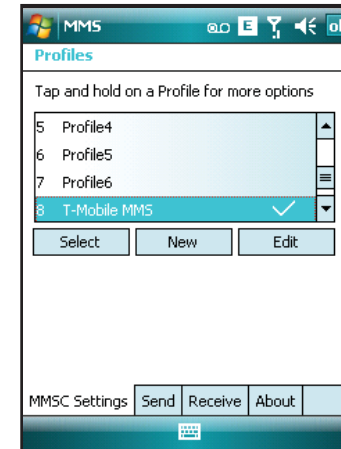 MMS E ok
Profiles
Tap and hold on a Profile for more options
5 Profile4
6 Profile5
7 Profile6
8 T-Mobile MMS
Select New Edit
MMSC Settings Send Receive About